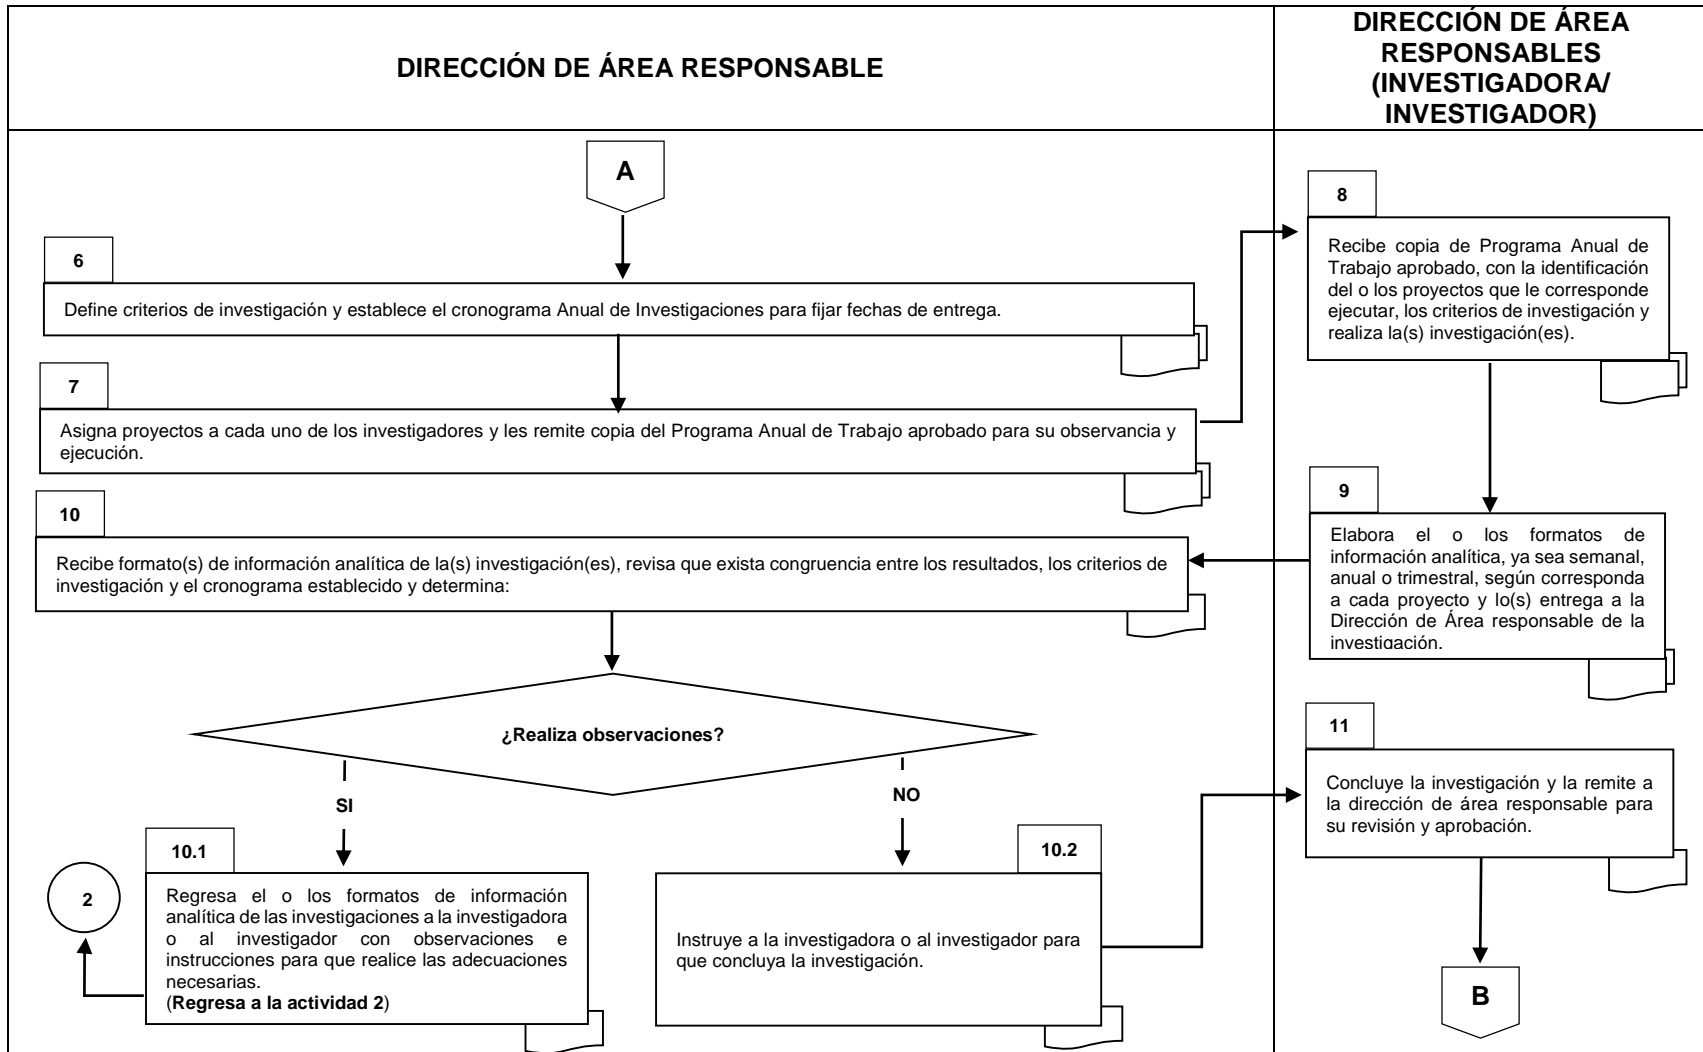 DIRECCIÓN DE ÁREA RESPONSABLE
DIRECCIÓN DE ÁREA
RESPONSABLES
(INVESTIGADORA/
INVESTIGADOR)
A
6
Define criterios de investigación y establece el cronograma Anual de Investigaciones para fijar fechas de entrega.
7
Asigna proyectos a cada uno de los investigadores y les remite copia del Programa Anual de Trabajo aprobado para su observancia y
ejecución.
8
Recibe copia de Programa Anual de
Trabajo aprobado, con la identificación
del o los proyectos que le corresponde
ejecutar, los criterios de investigación y
realiza la(s) investigación(es).
9
Elabora el o los formatos de
información analítica, ya sea semanal,
anual o trimestral, según corresponda
a cada proyecto y lo(s) entrega a la
Dirección de Área responsable de la
investigación.
10
Recibe formato(s) de información analítica de la(s) investigación(es), revisa que exista congruencia entre los resultados, los criterios de
investigación y el cronograma establecido y determina:
¿Realiza observaciones?
SI
NO
10.1
Regresa el o los formatos de información
analítica de las investigaciones a la investigadora
o al investigador con observaciones e
instrucciones para que realice las adecuaciones
necesarias.
(Regresa a la actividad 2)
2
10.2
Instruye a la investigadora o al investigador para
que concluya la investigación.
11
Concluye la investigación y la remite a
la dirección de área responsable para
su revisión y aprobación.
B